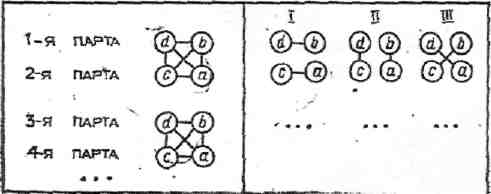 I II III
1-я ПАРТА d b d b d b d b
2-я ПАРТА c a c a c a c a
3-я ПАРТА d b .... ... ...
4-я ПАРТА c a
...